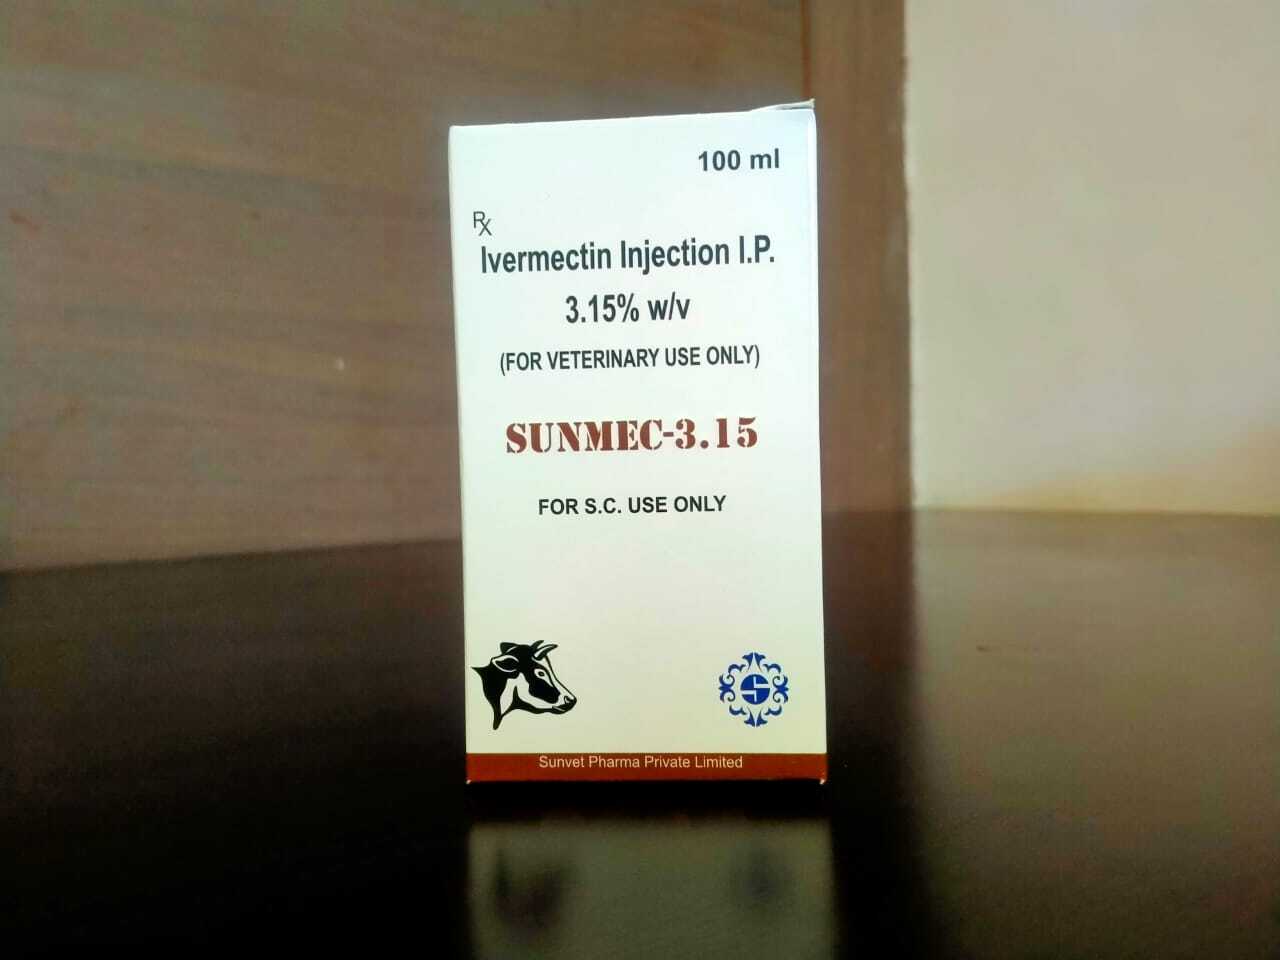 100 ml
Rx
Ivermectin Injection I.P.
3.15% w/v
(FOR VETERINARY USE ONLY)
SUNMEC-3.15
FOR S.C. USE ONLY
S
Sunvet Pharma Private Limited